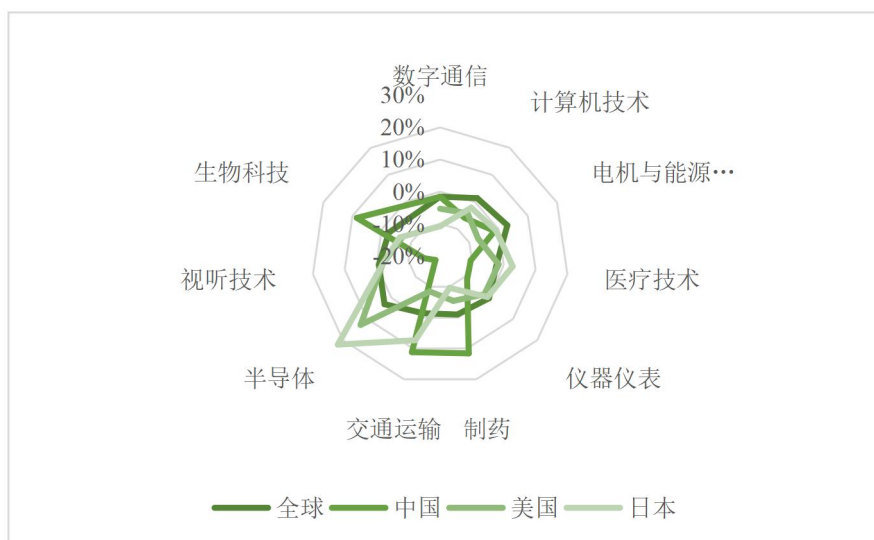 数字通信
30%
计算机技术
20%
生物科技
10%
电机与能源…
0%
-10%
视听技术
-20%
医疗技术
半导体
仪器仪表
交通运输
制药
全球
中国
美国
日本